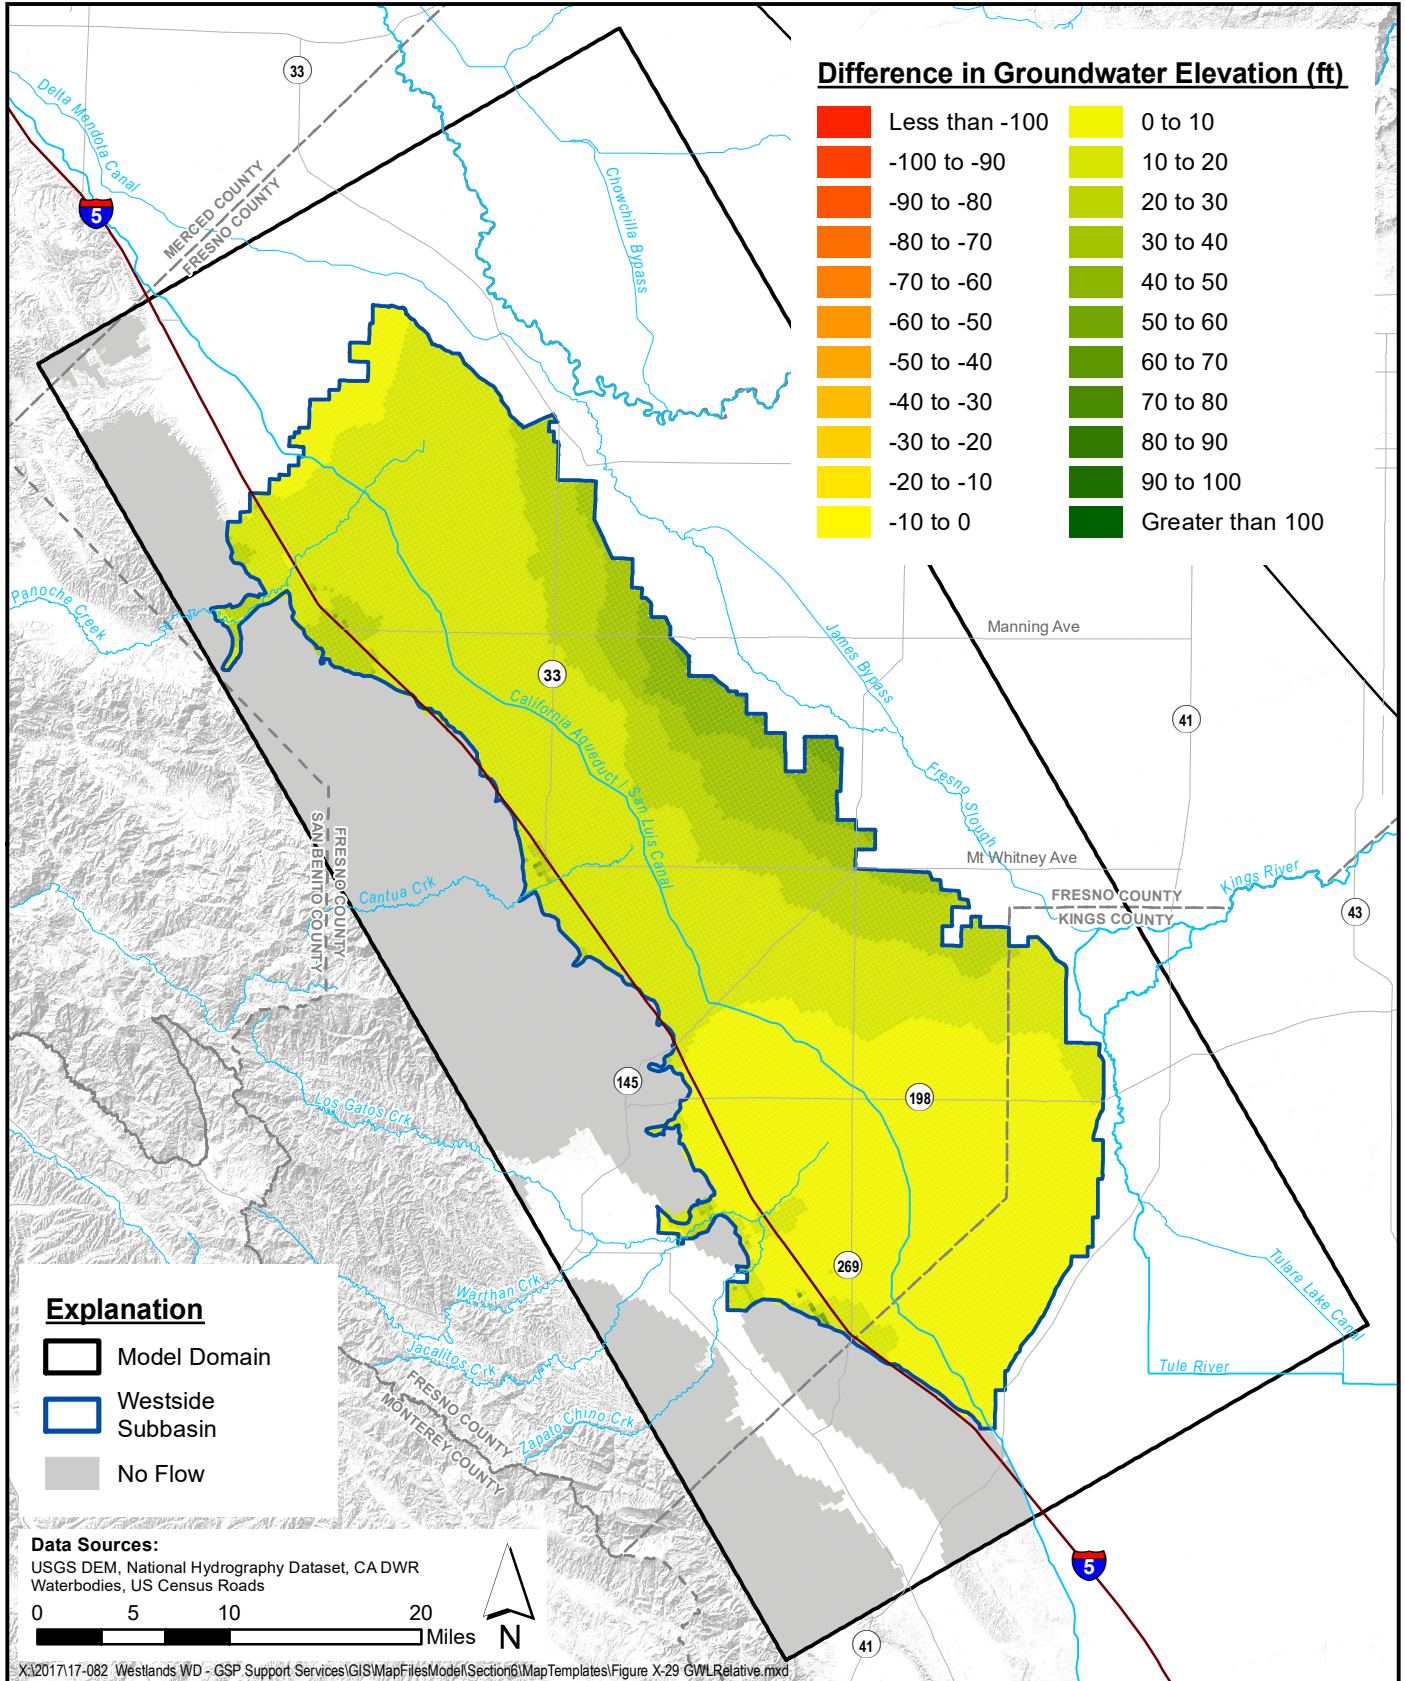 33
Delta Mendota Canal
MERCED COUNTY
FRESNO COUNTY
5
Chowchilla Bypass
Difference in Groundwater Elevation (ft)
Less than -100
-100 to -90
-90 to -80
-80 to -70
-70 to -60
-60 to -50
-50 to -40
-40 to -30
-30 to -20
-20 to -10
-10 to 0
0 to 10
10 to 20
20 to 30
30 to 40
40 to 50
50 to 60
60 to 70
70 to 80
80 to 90
90 to 100
Greater than 100
Panoche Creek
33
California Aqueduct / San Luis Canal
James Bypass
Manning Ave
41
Fresno Slough
Mt Whitney Ave
FRESNO COUNTY
KINGS COUNTY
Kings River
43
SAN BENITO COUNTY
FRESNO COUNTY
Cantua Crk
145
Los Gatos Crk
198
269
Warthan Crk
Jacalitos Crk
Zapato Chino Crk
FRESNO COUNTY
MONTEREY COUNTY
Tulare Lake Canal
Tule River
5
41
Explanation
Model Domain
Westside
Subbasin
No Flow
Data Sources:
USGS DEM, National Hydrography Dataset, CA DWR
Waterbodies, US Census Roads
0 5 10 20
Miles
N
X:\2017\17-082 Westlands WD - GSP Support Services\GIS\MapFilesModel\Section6\MapTemplates\Figure X-29 GWLRelative.mxd